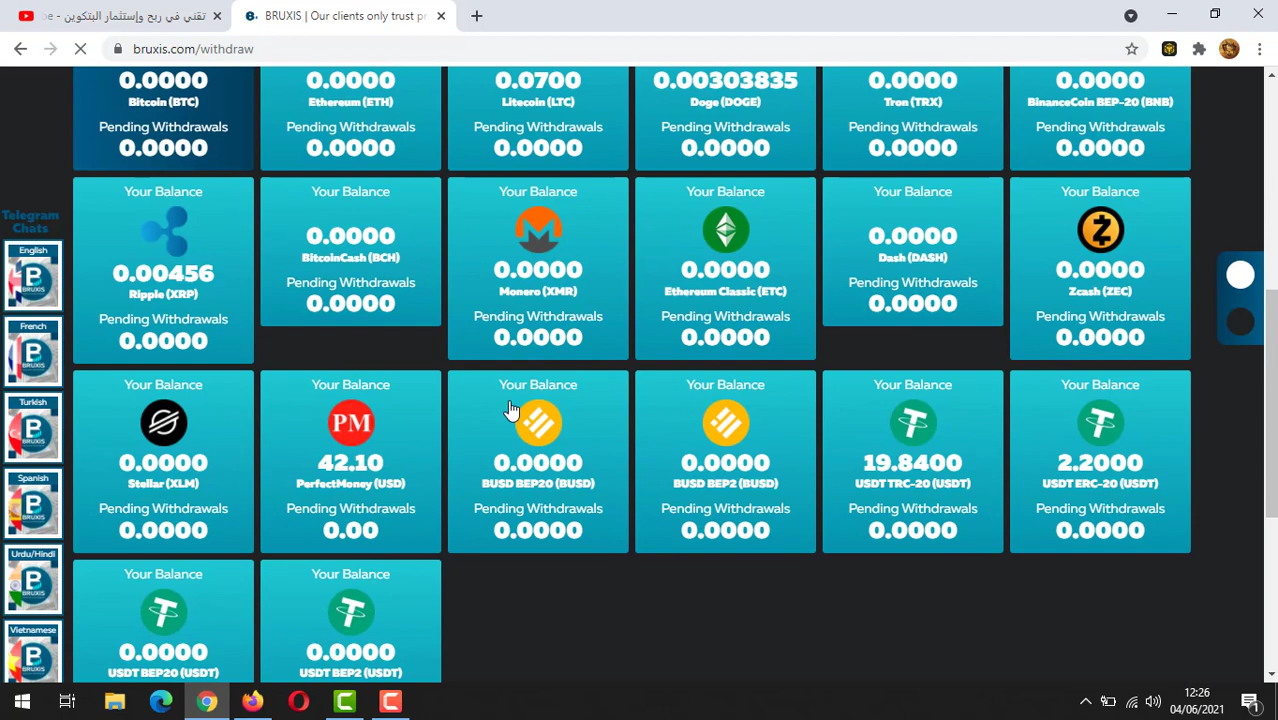 be - تقني في ربح وإستثمار البتكوين
BRUXIS | Our clients only trust pr
bruxis.com/withdraw
0.0000 0.0000 0.0700 0.00303835 0.0000 0.0000
Bitcoin (BTC) Ethereum (ETH) Litecoin (LTC) Doge (DOGE) Tron (TRX) BinanceCoin BEP-20 (BNB)
Pending Withdrawals Pending Withdrawals Pending Withdrawals Pending Withdrawals Pending Withdrawals Pending Withdrawals
0.0000 0.0000 0.0000 0.0000 0.0000 0.0000
Your Balance Your Balance Your Balance Your Balance Your Balance Your Balance
0.00456 0.0000 0.0000 0.0000 0.0000 0.0000
Ripple (XRP) BitcoinCash (BCH) Monero (XMR) Ethereum Classic (ETC) Dash (DASH) Zcash (ZEC)
Pending Withdrawals Pending Withdrawals Pending Withdrawals Pending Withdrawals Pending Withdrawals Pending Withdrawals
0.0000 0.0000 0.0000 0.0000 0.0000 0.0000
Your Balance Your Balance Your Balance Your Balance Your Balance Your Balance
PM
0.0000 42.10 0.0000 0.0000 19.8400 2.2000
Stellar (XLM) PerfectMoney (USD) BUSD BEP20 (BUSD) BUSD BEP2 (BUSD) USDT TRC-20 (USDT) USDT ERC-20 (USDT)
Pending Withdrawals Pending Withdrawals Pending Withdrawals Pending Withdrawals Pending Withdrawals Pending Withdrawals
0.0000 0.00 0.0000 0.0000 0.0000 0.0000
Your Balance Your Balance
0.0000 0.0000
USDT BEP20 (USDT) USDT BEP2 (USDT)
Telegram
Chats
English
French
Turkish
Spanish
Urdu/Hindi
Vietnamese
12:26
04/06/2021